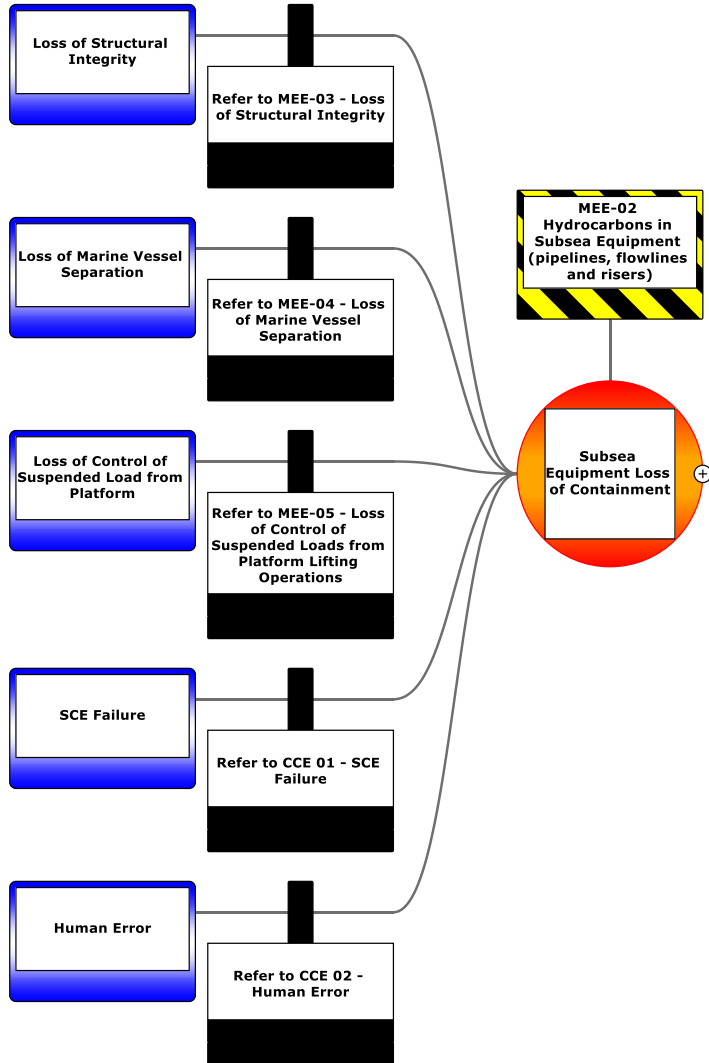 Loss of Structural
Integrity
Refer to MEE-03 - Loss
of Structural Integrity
MEE-02
Hydrocarbons in
Subsea Equipment
(pipelines, flowlines
and risers)
Loss of Marine Vessel
Separation
Refer to MEE-04 - Loss
of Marine Vessel
Separation
Subsea
Equipment Loss
of Containment
Loss of Control of
Suspended Load from
Platform
Refer to MEE-05 - Loss
of Control of
Suspended Loads from
Platform Lifting
Operations
SCE Failure
Refer to CCE 01 - SCE
Failure
Human Error
Refer to CCE 02 -
Human Error